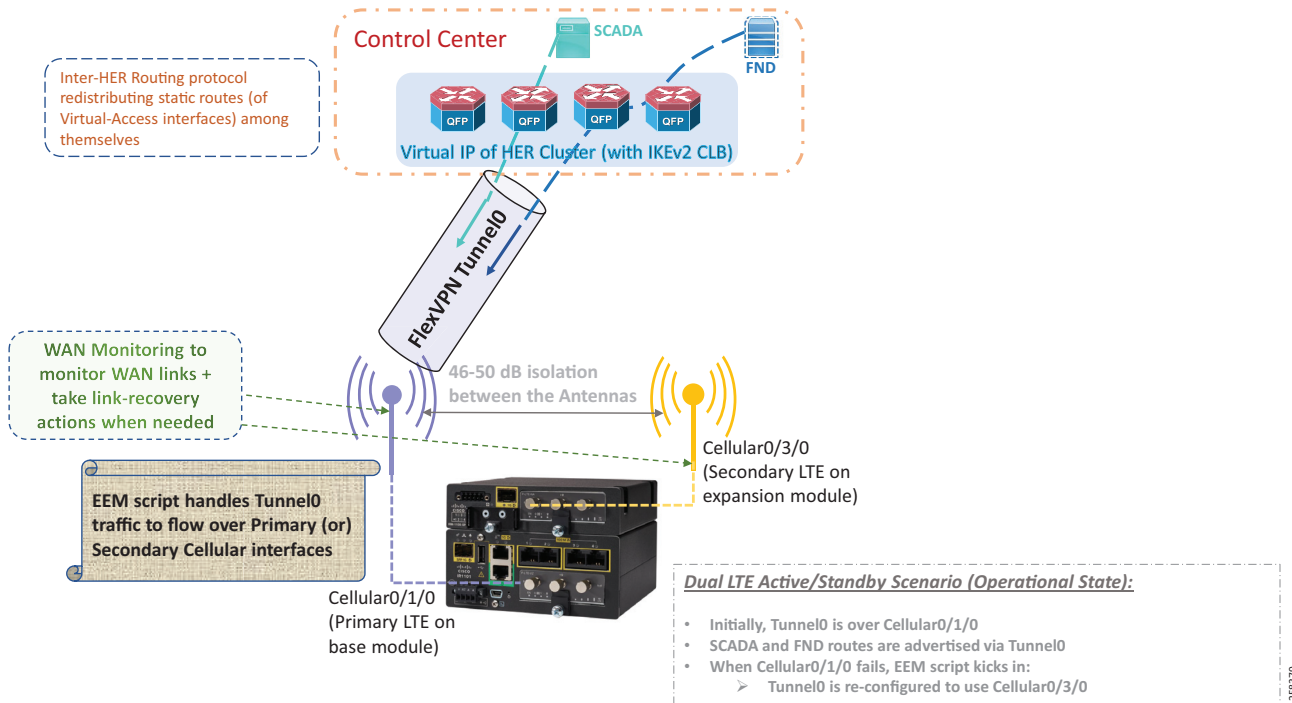 Control Center
SCADA
FND
Inter-HER Routing protocol
redistributing static routes (of
Virtual-Access interfaces) among
themselves
QFP
QFP
QFP
QFP
Virtual IP of HER Cluster (with IKEv2 CLB)
FlexVPN Tunnel0
WAN Monitoring to
monitor WAN links +
take link-recovery
actions when needed
46-50 dB isolation
between the Antennas
Cellular0/3/0
(Secondary LTE on
expansion module)
EEM script handles Tunnel0
traffic to flow over Primary (or)
Secondary Cellular interfaces
Cellular0/1/0
(Primary LTE on
base module)
Dual LTE Active/Standby Scenario (Operational State):
• Initially, Tunnel0 is over Cellular0/1/0
• SCADA and FND routes are advertised via Tunnel0
• When Cellular0/1/0 fails, EEM script kicks in:
➢ Tunnel0 is re-configured to use Cellular0/3/0